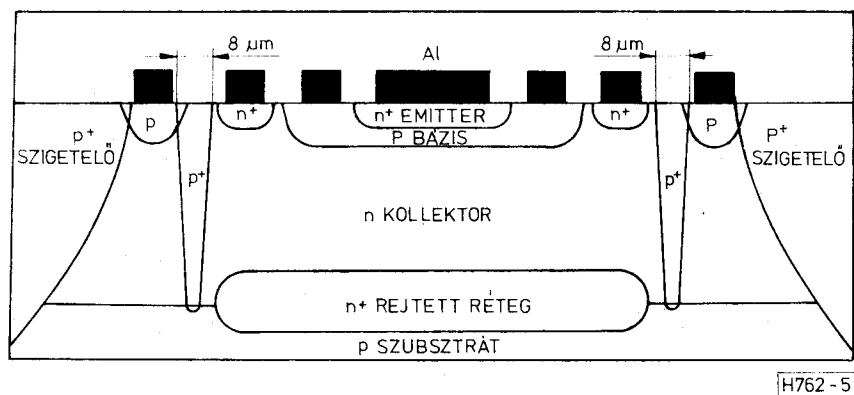 8 µm
Al
8 µm
p
n+
n+ EMITTER
n+
p
P BÁZIS
p+
SZIGETELŐ
p+
SZIGETELŐ
p+
p+
n KOLLEKTOR
n+ REJTETT RÉTEG
p SZUBSZTRÁT
H762-5